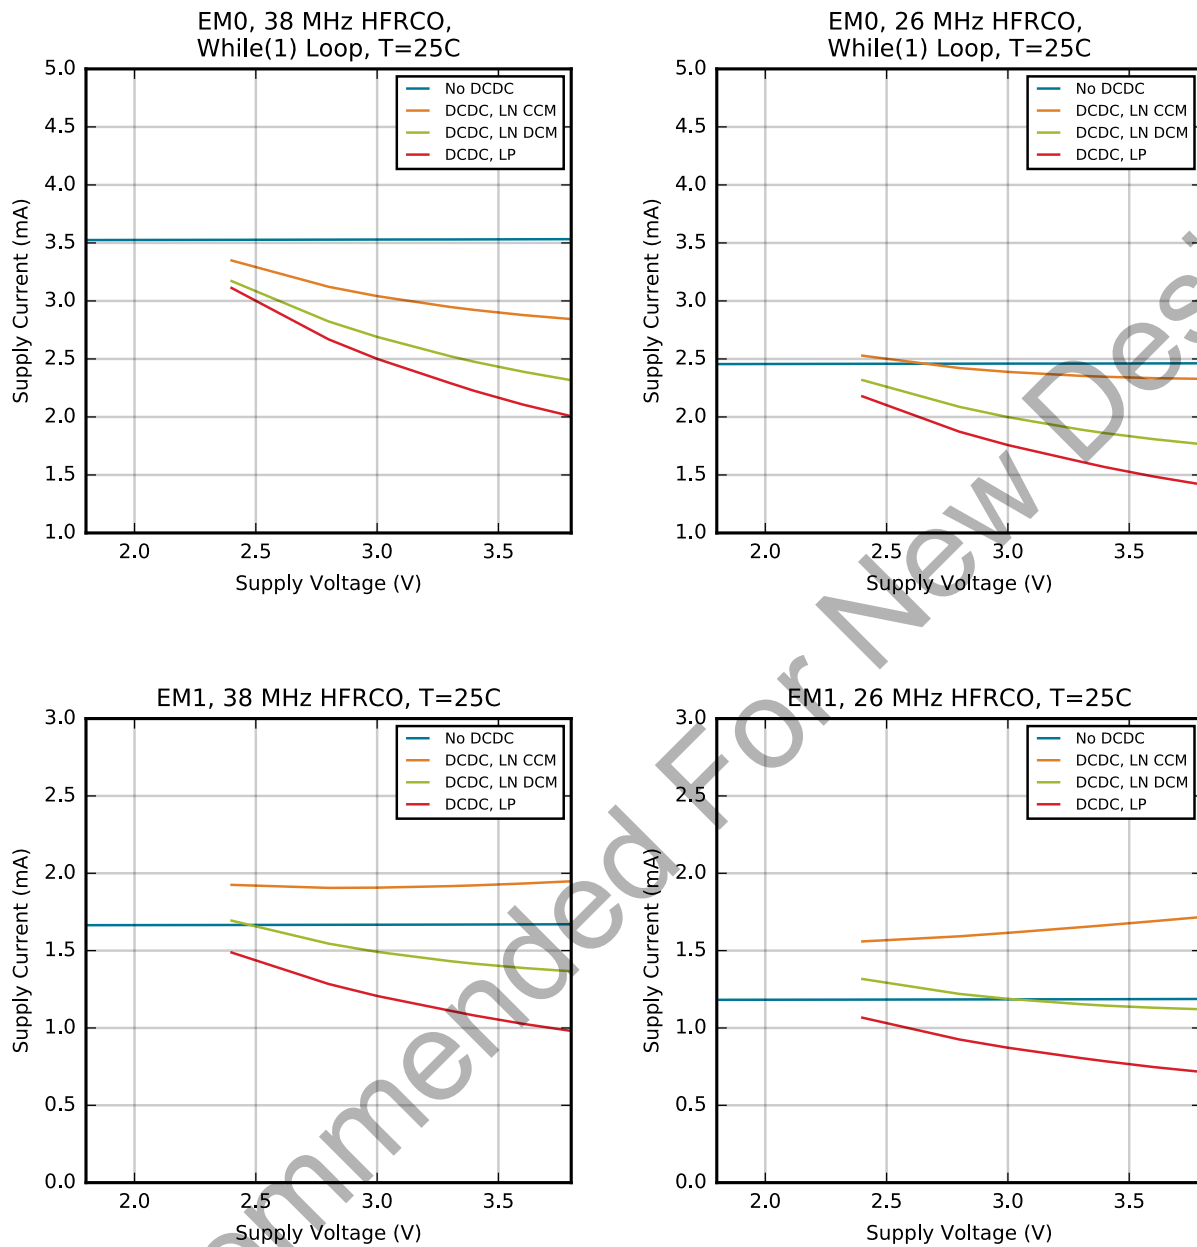 EM0, 38 MHz HFRCO,
While(1) Loop, T=25C
5.0
4.5
4.0
3.5
3.0
2.5
2.0
1.5
1.0
Supply Current (mA)
No DCDC
DCDC, LN CCM
DCDC, LN DCM
DCDC, LP
2.0 2.5 3.0 3.5
Supply Voltage (V)
EM0, 26 MHz HFRCO,
While(1) Loop, T=25C
5.0
4.5
4.0
3.5
3.0
2.5
2.0
1.5
1.0
Supply Current (mA)
No DCDC
DCDC, LN CCM
DCDC, LN DCM
DCDC, LP
2.0 2.5 3.0 3.5
Supply Voltage (V)
EM1, 38 MHz HFRCO, T=25C
3.0
2.5
2.0
1.5
1.0
0.5
0.0
Supply Current (mA)
No DCDC
DCDC, LN CCM
DCDC, LN DCM
DCDC, LP
2.0 2.5 3.0 3.5
Supply Voltage (V)
EM1, 26 MHz HFRCO, T=25C
3.0
2.5
2.0
1.5
1.0
0.5
0.0
Supply Current (mA)
No DCDC
DCDC, LN CCM
DCDC, LN DCM
DCDC, LP
2.0 2.5 3.0 3.5
Supply Voltage (V)
ommended For New Desi